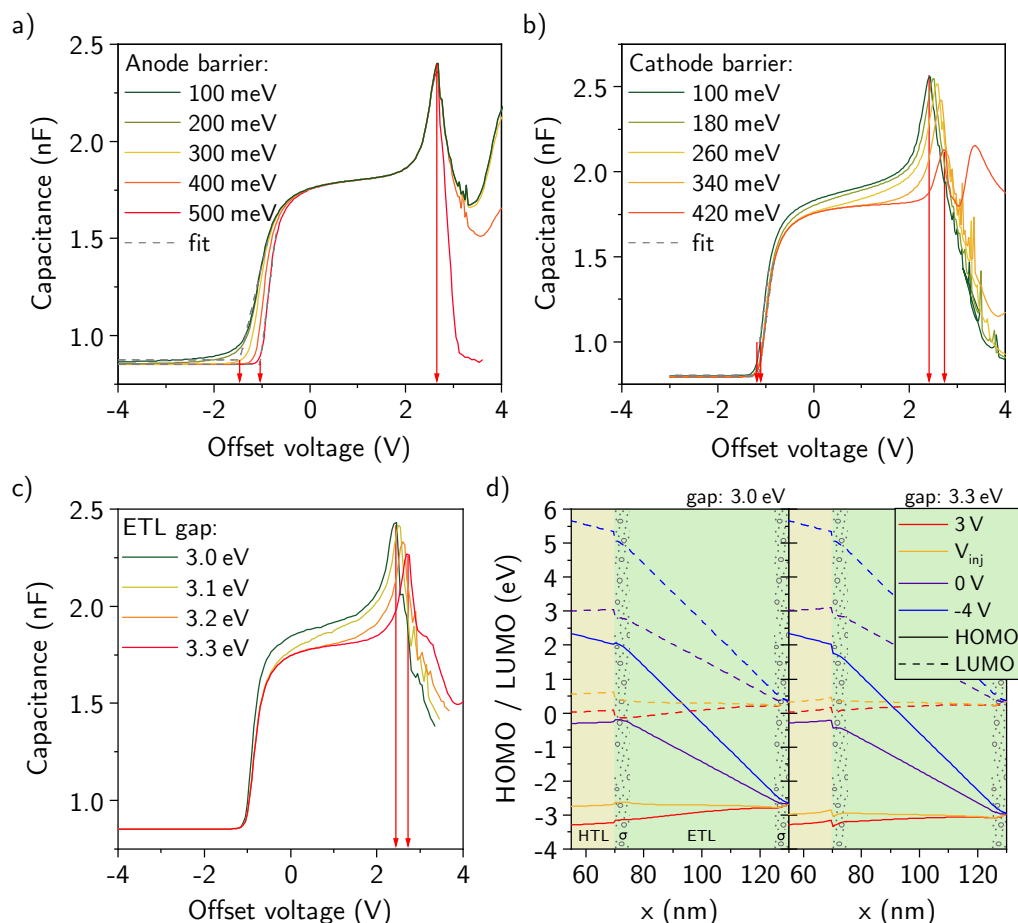 a)
Capacitance (nF)
2.5
2.0
1.5
1.0
Anode barrier:
100 meV
200 meV
300 meV
400 meV
500 meV
fit
-4 -2 0 2 4
Offset voltage (V)
b)
Capacitance (nF)
2.5
2.0
1.5
1.0
Cathode barrier:
100 meV
180 meV
260 meV
340 meV
420 meV
fit
-4 -2 0 2 4
Offset voltage (V)
c)
Capacitance (nF)
2.5
2.0
1.5
1.0
ETL gap:
3.0 eV
3.1 eV
3.2 eV
3.3 eV
-4 -2 0 2 4
Offset voltage (V)
d)
gap: 3.0 eV gap: 3.3 eV
HOMO / LUMO (eV)
6
5
4
3
2
1
0
-1
-2
-3
-4
3 V
Vinj
0 V
-4 V
HOMO
LUMO
HTL σ ETL σ
60 80 100 120 60 80 100 120
x (nm) x (nm)